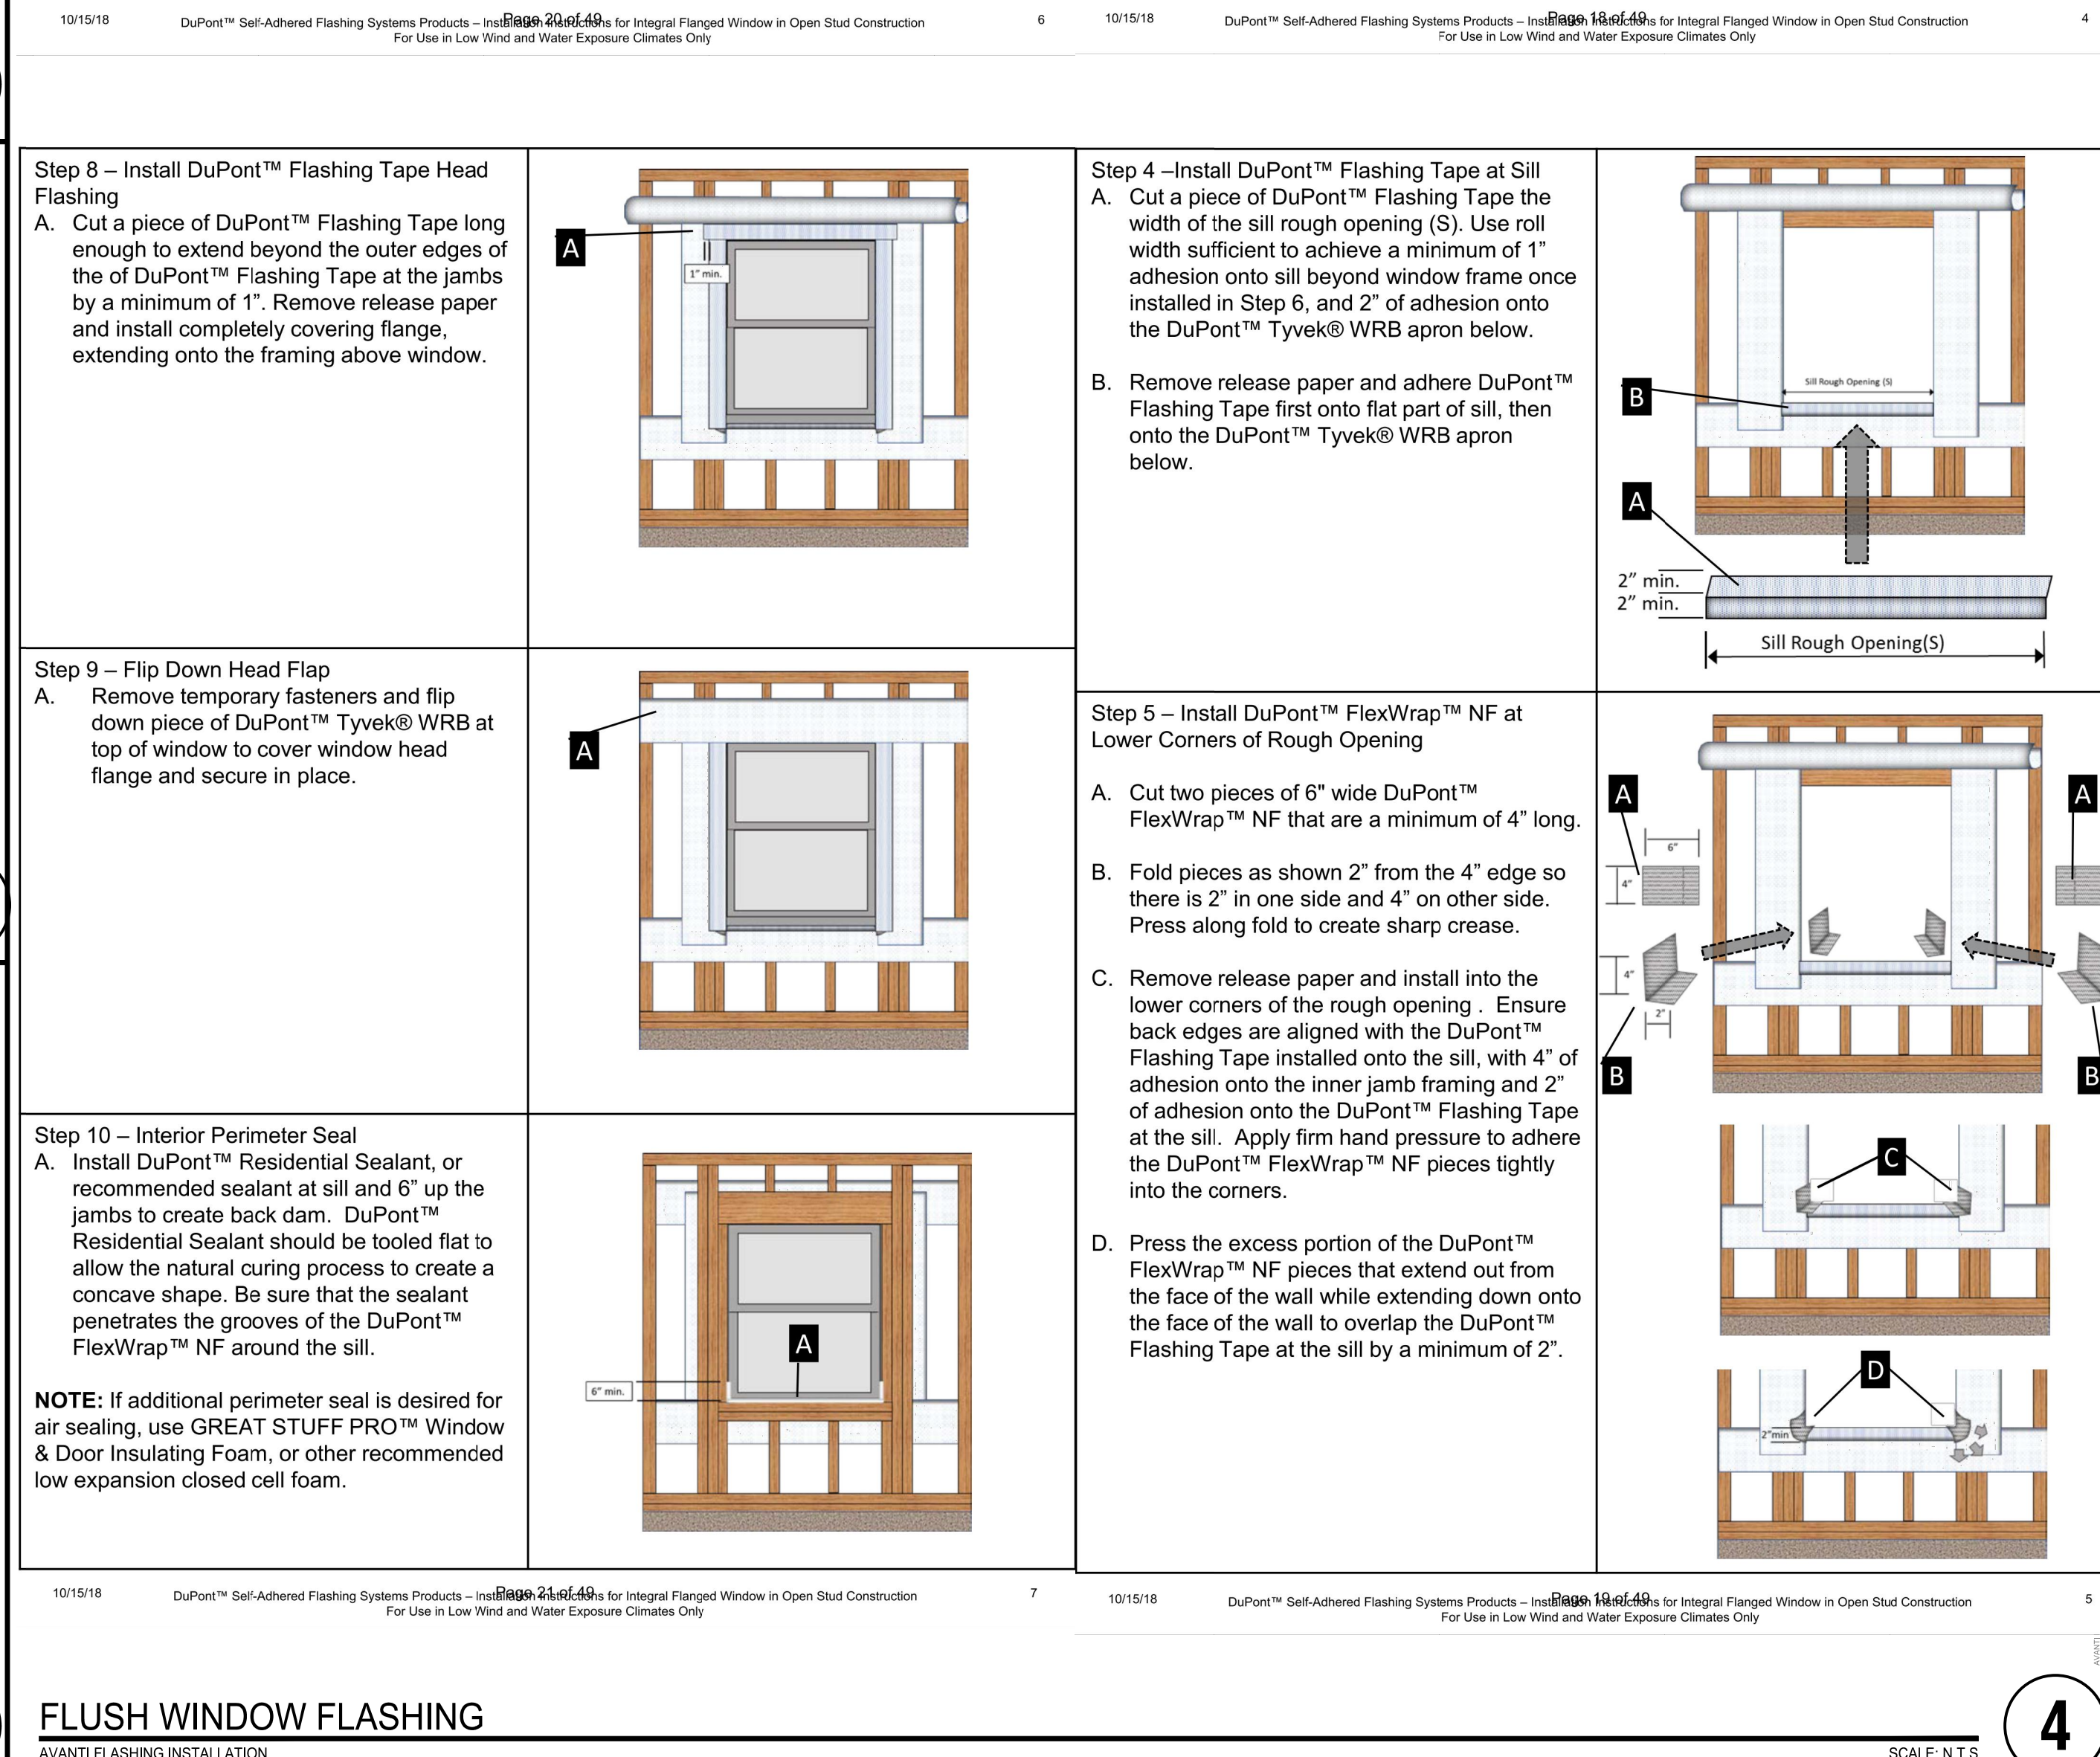 10/15/18
DuPont™ Self-Adhered Flashing Systems Products – Installation Instructions for Integral Flanged Window in Open Stud Construction
Page 20 of 49
6
For Use in Low Wind and Water Exposure Climates Only
Step 8 – Install DuPont™ Flashing Tape Head
Flashing
A. Cut a piece of DuPont™ Flashing Tape long
enough to extend beyond the outer edges of
the of DuPont™ Flashing Tape at the jambs
by a minimum of 1”. Remove release paper
and install completely covering flange,
extending onto the framing above window.
A
1” min.
Step 9 – Flip Down Head Flap
A. Remove temporary fasteners and flip
down piece of DuPont™ Tyvek® WRB at
top of window to cover window head
flange and secure in place.
A
Step 10 – Interior Perimeter Seal
A. Install DuPont™ Residential Sealant, or
recommended sealant at sill and 6” up the
jambs to create back dam. DuPont™
Residential Sealant should be tooled flat to
allow the natural curing process to create a
concave shape. Be sure that the sealant
penetrates the grooves of the DuPont™
FlexWrap™ NF around the sill.
NOTE: If additional perimeter seal is desired for
air sealing, use GREAT STUFF PRO™ Window
& Door Insulating Foam, or other recommended
low expansion closed cell foam.
A
6” min.
10/15/18
DuPont™ Self-Adhered Flashing Systems Products – Installation Instructions for Integral Flanged Window in Open Stud Construction
Page 21 of 49
7
For Use in Low Wind and Water Exposure Climates Only
10/15/18
DuPont™ Self-Adhered Flashing Systems Products – Installation Instructions for Integral Flanged Window in Open Stud Construction
Page 18 of 49
4
For Use in Low Wind and Water Exposure Climates Only
Step 4 –Install DuPont™ Flashing Tape at Sill
A. Cut a piece of DuPont™ Flashing Tape the
width of the sill rough opening (S). Use roll
width sufficient to achieve a minimum of 1”
adhesion onto sill beyond window frame once
installed in Step 6, and 2” of adhesion onto
the DuPont™ Tyvek® WRB apron below.
B. Remove release paper and adhere DuPont™
Flashing Tape first onto flat part of sill, then
onto the DuPont™ Tyvek® WRB apron
below.
Sill Rough Opening (S)
B
A
2” min.
2” min.
Sill Rough Opening(S)
Step 5 – Install DuPont™ FlexWrap™ NF at
Lower Corners of Rough Opening
A. Cut two pieces of 6" wide DuPont™
FlexWrap™ NF that are a minimum of 4” long.
B. Fold pieces as shown 2” from the 4” edge so
there is 2” in one side and 4” on other side.
Press along fold to create sharp crease.
C. Remove release paper and install into the
lower corners of the rough opening . Ensure
back edges are aligned with the DuPont™
Flashing Tape installed onto the sill, with 4” of
adhesion onto the inner jamb framing and 2”
of adhesion onto the DuPont™ Flashing Tape
at the sill. Apply firm hand pressure to adhere
the DuPont™ FlexWrap™ NF pieces tightly
into the corners.
D. Press the excess portion of the DuPont™
FlexWrap™ NF pieces that extend out from
the face of the wall while extending down onto
the face of the wall to overlap the DuPont™
Flashing Tape at the sill by a minimum of 2”.
A
A
6”
4”
4”
2”
B
B
C
D
2”min
10/15/18
DuPont™ Self-Adhered Flashing Systems Products – Installation Instructions for Integral Flanged Window in Open Stud Construction
Page 19 of 49
5
For Use in Low Wind and Water Exposure Climates Only
AVANTI
FLUSH WINDOW FLASHING
4
AVANTI FLASHING INSTALLATION
SCALE: N.T.S